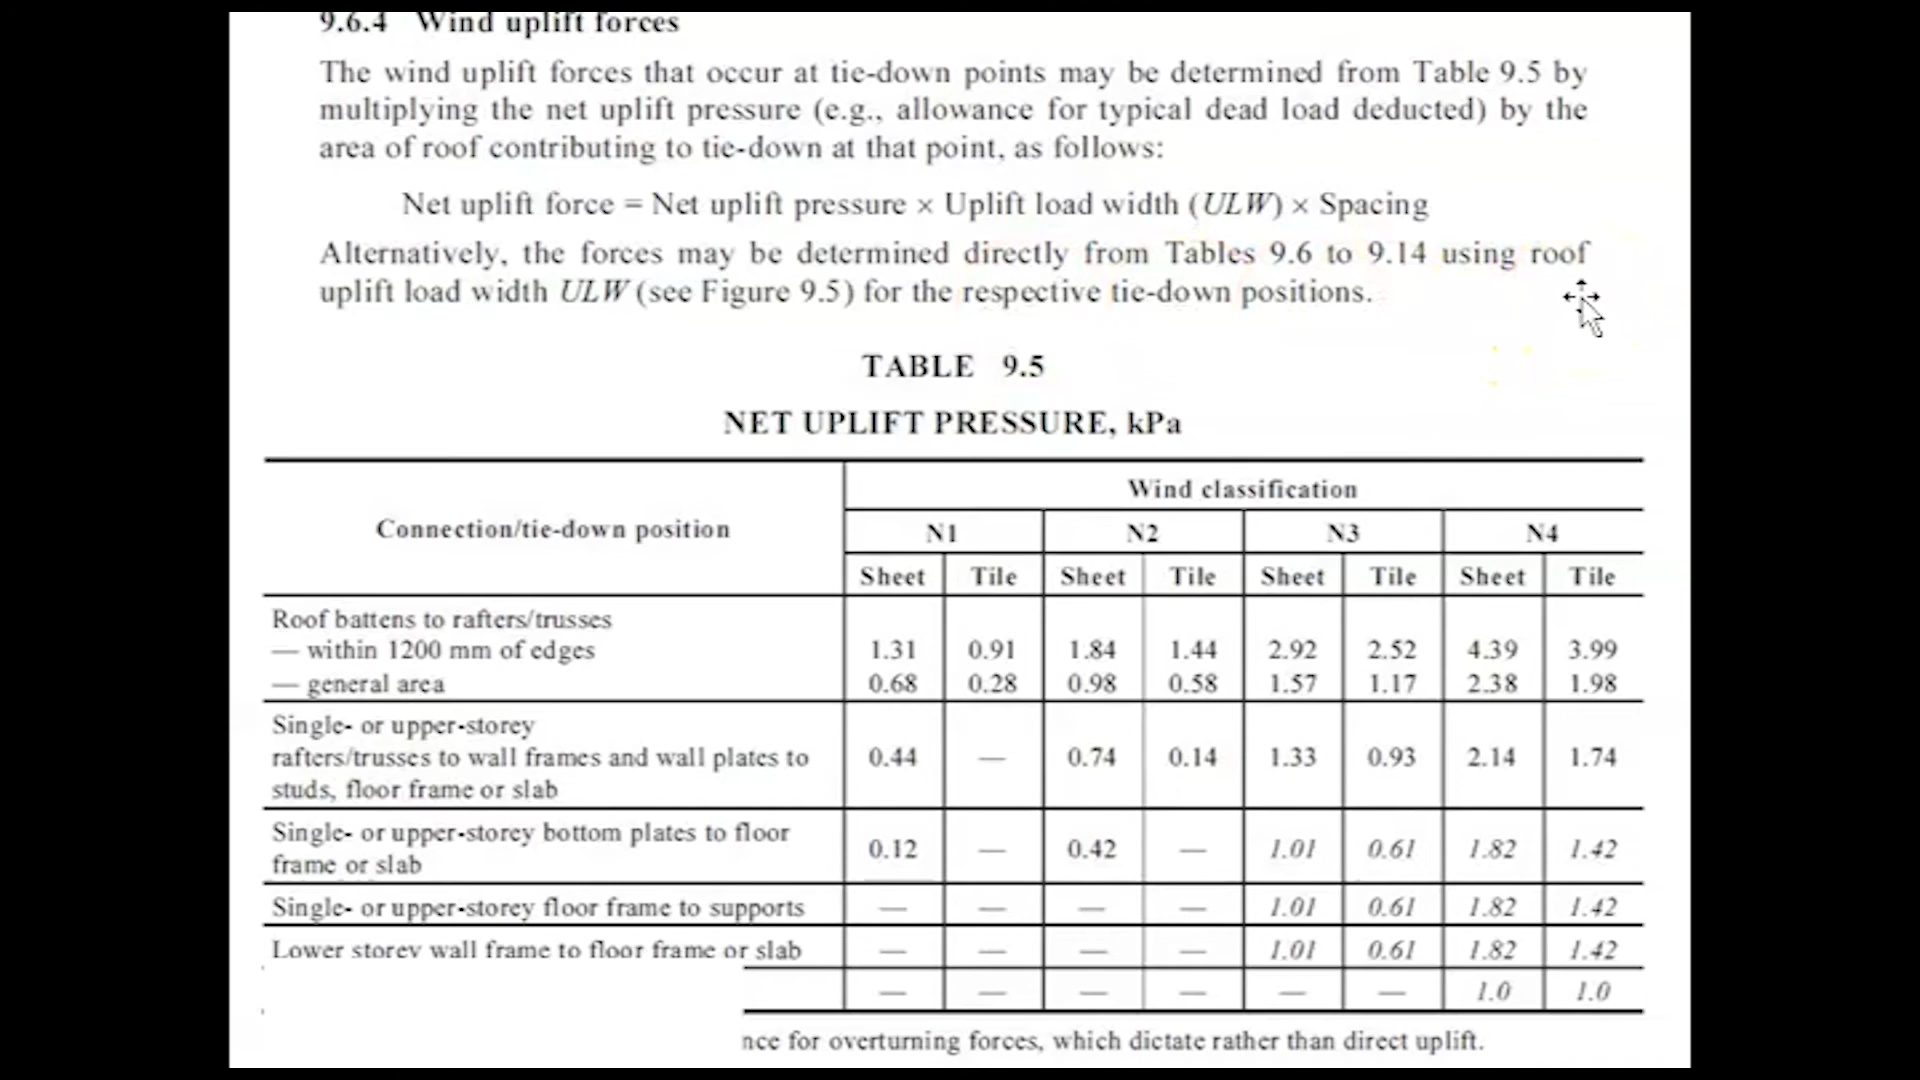 9.6.4 Wind uplift forces
The wind uplift forces that occur at tie-down points may be determined from Table 9.5 by
multiplying the net uplift pressure (e.g., allowance for typical dead load deducted) by the
area of roof contributing to tie-down at that point, as follows:
Net uplift force = Net uplift pressure × Uplift load width (ULW) × Spacing
Alternatively, the forces may be determined directly from Tables 9.6 to 9.14 using roof
uplift load width ULW (see Figure 9.5) for the respective tie-down positions.
TABLE 9.5
NET UPLIFT PRESSURE, kPa
Connection/tie-down position
Wind classification
N1 N2 N3 N4
Sheet Tile Sheet Tile Sheet Tile Sheet Tile
Roof battens to rafters/trusses
— within 1200 mm of edges 1.31 0.91 1.84 1.44 2.92 2.52 4.39 3.99
— general area 0.68 0.28 0.98 0.58 1.57 1.17 2.38 1.98
Single- or upper-storey
rafters/trusses to wall frames and wall plates to 0.44 — 0.74 0.14 1.33 0.93 2.14 1.74
studs, floor frame or slab
Single- or upper-storey bottom plates to floor
frame or slab 0.12 — 0.42 — 1.01 0.61 1.82 1.42
Single- or upper-storey floor frame to supports — — — — 1.01 0.61 1.82 1.42
Lower storey wall frame to floor frame or slab — — — — 1.01 0.61 1.82 1.42
— — — — — — 1.0 1.0
nce for overturning forces, which dictate rather than direct uplift.